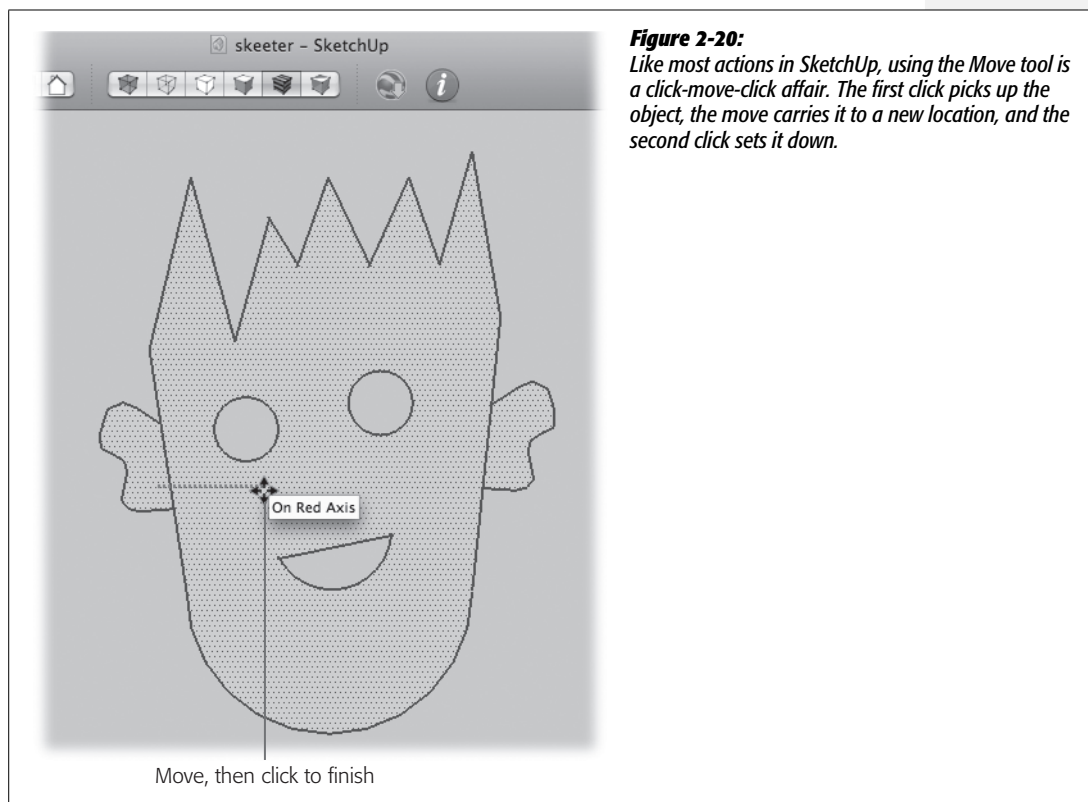 skeeter – SketchUp
i
On Red Axis
Move, then click to finish
Figure 2-20:
Like most actions in SketchUp, using the Move tool is
a click-move-click affair. The first click picks up the
object, the move carries it to a new location, and the
second click sets it down.